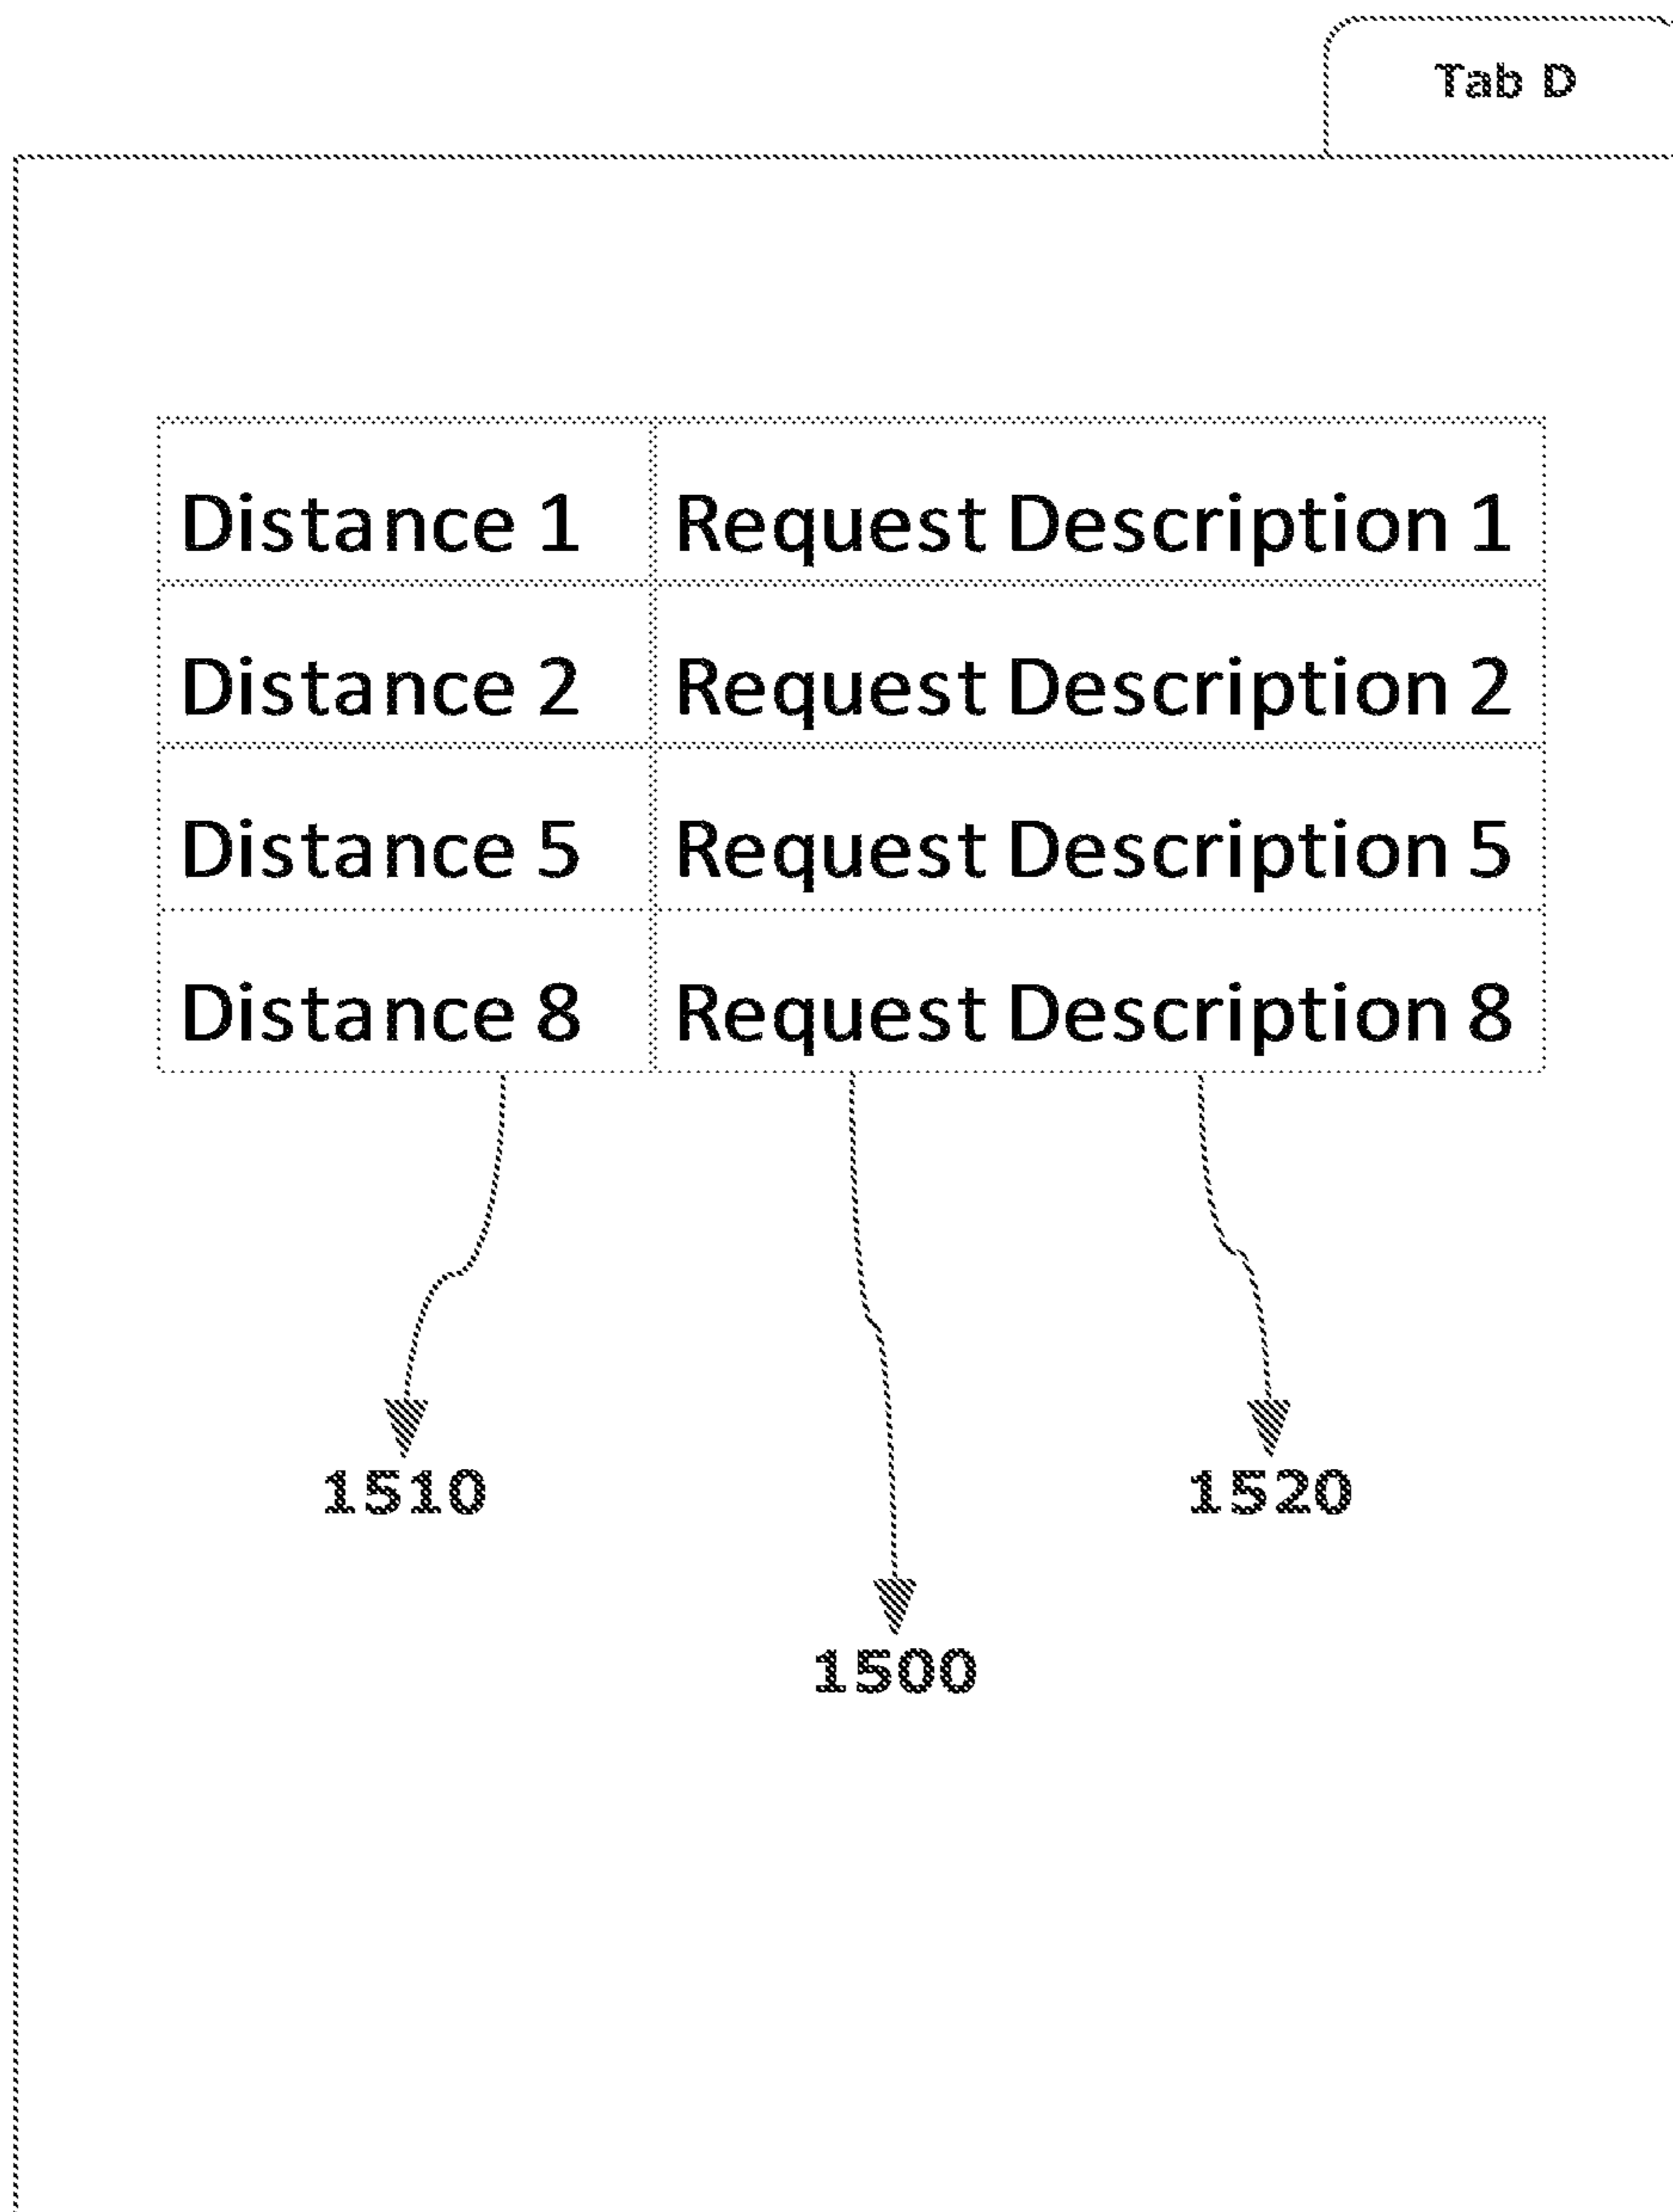 Tab D
Distance 1 Request Description 1
Distance 2 Request Description 2
Distance 5 Request Description 5
Distance 8 Request Description 8
1510 1520
1500